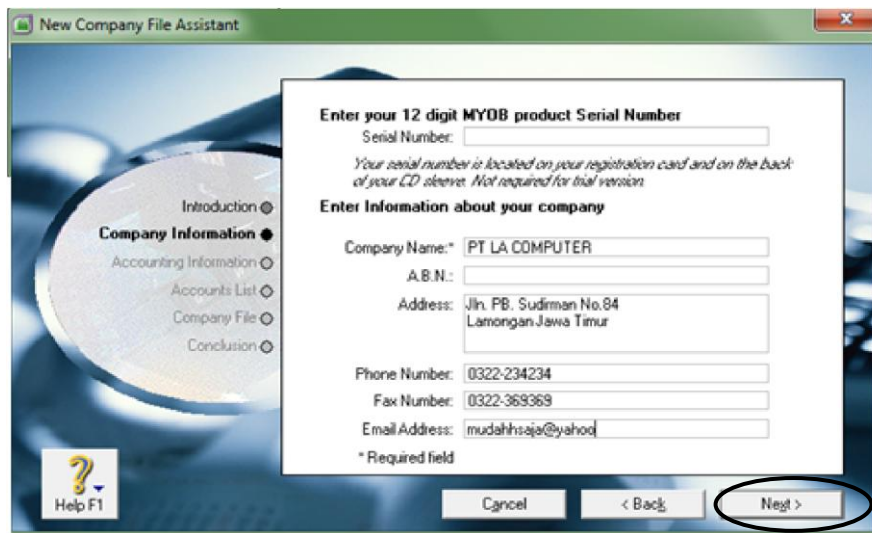 New Company File Assistant
Introduction
Company Information
Accounting Information
Accounts List
Company File
Conclusion
Help F1
Enter your 12 digit MYOB product Serial Number
Serial Number:
Your serial number is located on your registration card and on the back
of your CD sleeve. Not required for trial version.
Enter Information about your company
Company Name:* PT LA COMPUTER
A.B.N.:
Address: Jln. PB. Sudirman No.84
Lamongan Jawa Timur
Phone Number: 0322-234234
Fax Number: 0322-369369
Email Address: mudahhsaja@yahoo
* Required field
Cancel
< Back
Next >